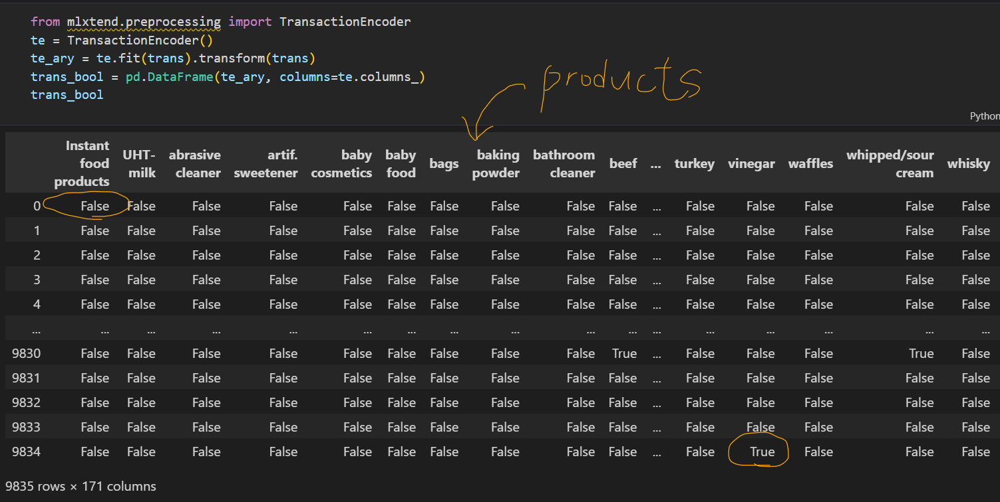 from mlxtend.preprocessing import TransactionEncoder
te = TransactionEncoder()
te_ary = te.fit(trans).transform(trans)
trans_bool = pd.DataFrame(te_ary, columns=te.columns_)
trans_bool
products
Python
Instant food products UHT-milk abrasive cleaner artif. sweetener baby cosmetics baby food bags baking powder bathroom cleaner beef ... turkey vinegar waffles whipped/sour cream whisky
0 False False False False False False False False False False ... False False False False False
1 False False False False False False False False False False ... False False False False False
2 False False False False False False False False False False ... False False False False False
3 False False False False False False False False False False ... False False False False False
4 False False False False False False False False False False ... False False False False False
... ... ... ... ... ... ... ... ... ... ... ... ... ... ... ... ...
9830 False False False False False False False False False True ... False False False True False
9831 False False False False False False False False False False ... False False False False False
9832 False False False False False False False False False False ... False False False False False
9833 False False False False False False False False False False ... False False False False False
9834 False False False False False False False False False False ... False True False False False
9835 rows × 171 columns